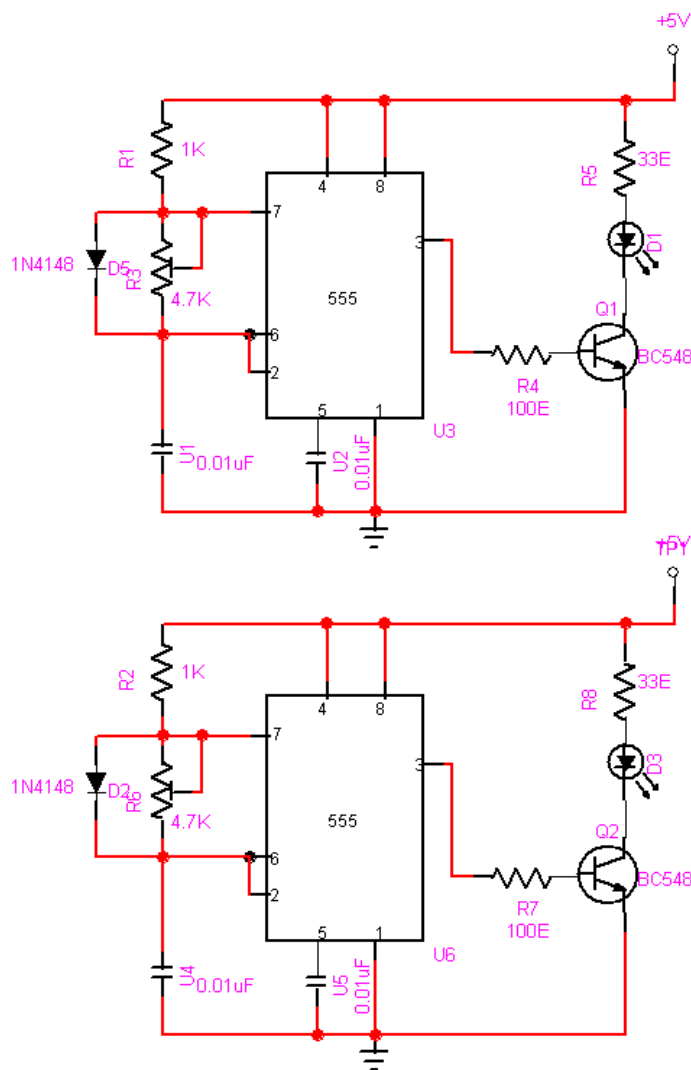 +5V
R1
1K
R5
33E
4
8
7
3
1N4148
D5
R3
4.7K
D1
555
6
2
Q1
BC548
R4
100E
5
1
U3
U1
0.01uF
U2
0.01uF
+5V
TP1
R2
1K
R8
33E
4
8
7
3
1N4148
D2
R6
4.7K
D3
555
6
2
Q2
BC548
R7
100E
5
1
U6
U4
0.01uF
U5
0.01uF